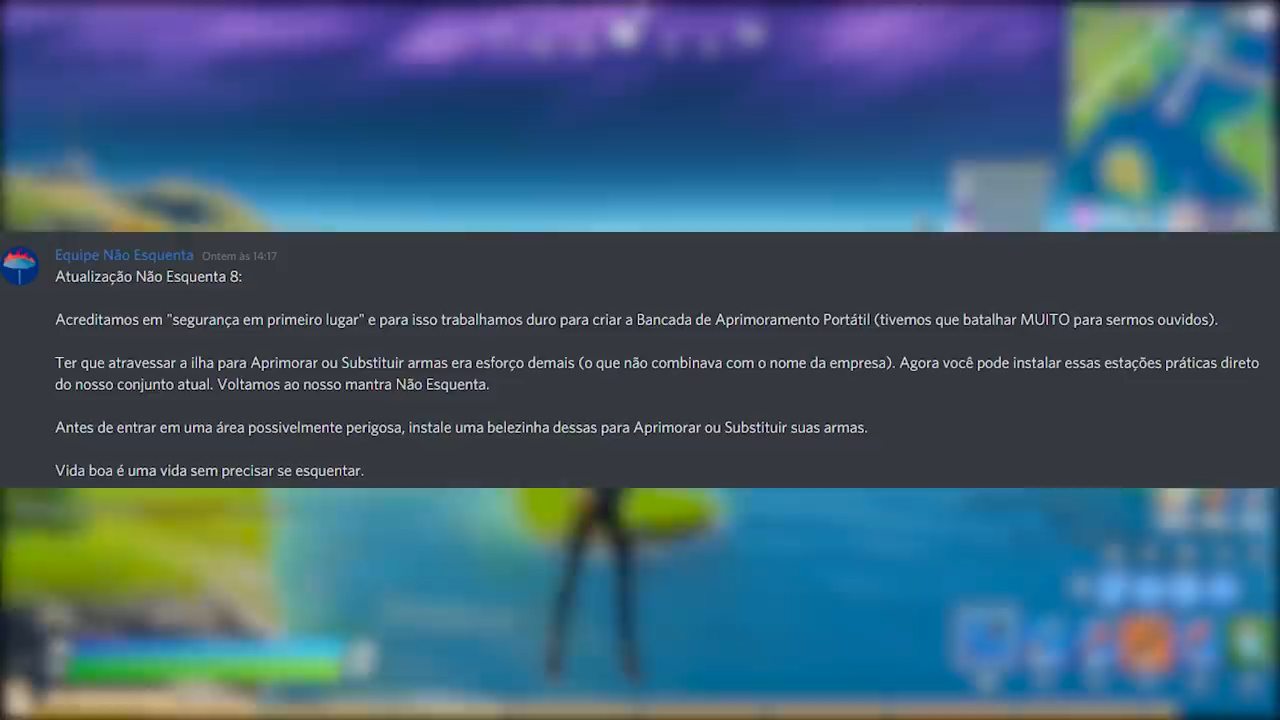 Equipe Não Esquenta Ontem às 14:17
Atualização Não Esquenta 8:
Acreditamos em "segurança em primeiro lugar" e para isso trabalhamos duro para criar a Bancada de Aprimoramento Portátil (tivemos que batalhar MUITO para sermos ouvidos).
Ter que atravessar a ilha para Aprimorar ou Substituir armas era esforço demais (o que não combinava com o nome da empresa). Agora você pode instalar essas estações práticas direto
do nosso conjunto atual. Voltamos ao nosso mantra Não Esquenta.
Antes de entrar em uma área possivelmente perigosa, instale uma belezinha dessas para Aprimorar ou Substituir suas armas.
Vida boa é uma vida sem precisar se esquentar.